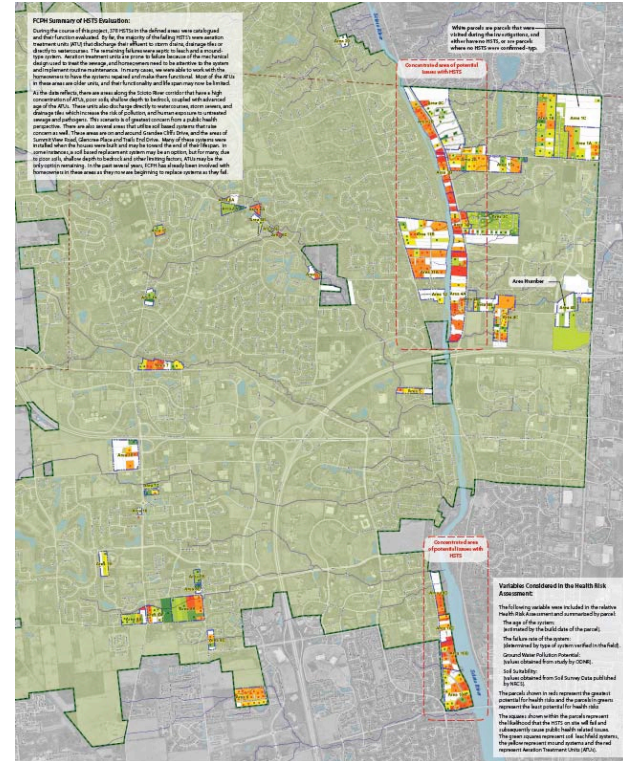 FCPH Summary of HSTS Evaluation:
During the course of this project, 378 HSTSs in the defined areas were catalogued
and their function evaluated. By far, the majority of the failing HSTS were aeration
treatment units (ATU) that discharge their effluent to storm drains, drainage tiles or
directly to watercourses. The remaining failures were septic to leach and a mound-
type system. Aeration treatment units are prone to failure because of the mechanical
design used to treat the sewage, and homeowners need to be attentive to the system
and implement routine maintenance. In many cases, we were able to work with the
homeowners to have the systems repaired and make them functional. Most of the ATUs
in these areas are older units, and their functionality and life span may now be limited.
As the data reflects, there are areas along the Scioto River corridor that have a high
concentration of ATUs, poor soils, shallow depth to bedrock, coupled with advanced
age of the ATUs. These units also discharge directly to watercourses, storm sewers, and
drainage tiles which increase the risk of pollution, and human exposure to untreated
sewage and pathogens. This scenario is of greatest concern from a public health
perspective. There are also several areas that utilize soil based systems that raise
concern as well. These areas are on and around Grandee Cliffs Drive, and the areas of
Summit View Road, Glencree Place and Trails End Drive. Many of these systems were
installed when the houses were built and may be toward the end of their lifespan. In
some instances, a soil based replacement system may be an option, but for many, due
to poor soils, shallow depth to bedrock and other limiting factors, ATUs may be the
only option remaining. In the past several years, FCPH has already been involved with
homeowners in these areas as they now are beginning to replace systems as they fail.
White parcels are parcels that were
visited during the investigations, and
either have no HSTS, or are parcels
where no HSTS were confirmed-typ.
Concentrated area of potential
issues with HSTS
Scioto River
Area 1C
Area 1A
Area Number
Concentrated area
of potential issues with
HSTS
Scioto River
Variables Considered in the Health Risk
Assessment:
The following variable were included in the relative
Health Risk Assessment and summarized by parcel:
The age of the system:
(estimated by the build date of the parcel).
The failure rate of the system:
(determined by type of system verified in the field).
Ground Water Pollution Potential:
(values obtained from study by ODNR).
Soil Suitability:
(values obtained from Soil Survey Data published
by NRCS).
The parcels shown in reds represent the greatest
potential for health risks and the parcels in greens
represent the least potential for health risks
The squares shown within the parcels represent
the likelihood that the HSTS on site will fail and
subsequently cause public health related issues.
The green squares represent soil leachfield systems,
the yellow represent mound systems and the red
represent Aeration Treatment Units (ATUs).